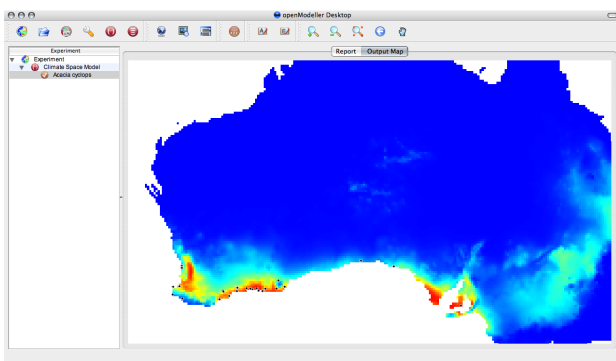 openModeller Desktop
Report Output Map
Experiment
Experiment
Climate Space Model
Acacia cyclops